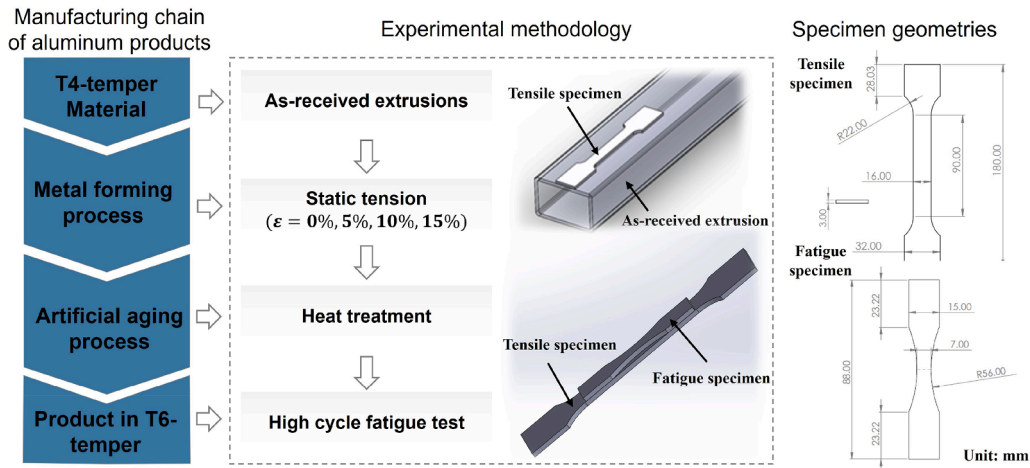 Manufacturing chain
of aluminum products
T4-temper
Material
Metal forming
process
Artificial aging
process
Product in T6-
temper
Experimental methodology
As-received extrusions
Static tension
(ε = 0%, 5%, 10%, 15%)
Heat treatment
High cycle fatigue test
Tensile specimen
As-received extrusion
Tensile specimen
Fatigue specimen
Specimen geometries
Tensile
specimen
28.03
R22.00
16.00
90.00
180.00
3.00
32.00
Fatigue
specimen
23.22
15.00
7.00
88.00
R56.00
23.22
Unit: mm